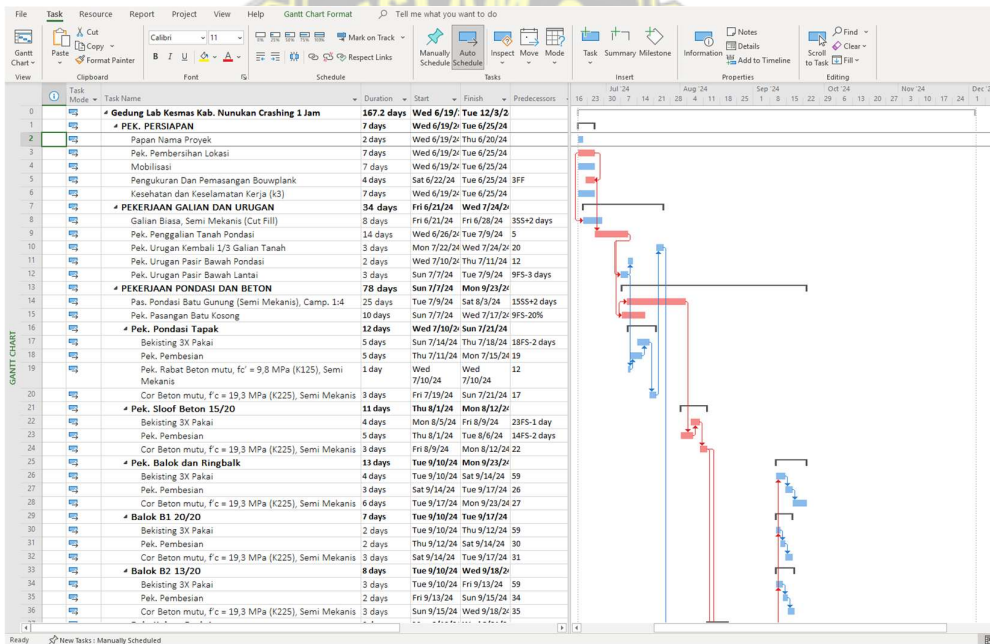 File Task Resource Report Project View Help Gantt Chart Format Tell me what you want to do
Gantt Chart
View
Paste
Cut
Copy
Format Painter
Clipboard
Calibri 11
B I U A
Font
0% 25% 50% 75% 100%
Mark on Track
Respect Links
Schedule
Manually Schedule
Auto Schedule
Inspect Move Mode
Tasks
Task Summary Milestone
Insert
Information
Notes
Details
Add to Timeline
Properties
Scroll to Task
Find
Clear
Fill
Editing
Task Mode Task Name Duration Start Finish Predecessors
Jul '24 Aug '24 Sep '24 Oct '24 Nov '24 Dec '2
16 23 30 7 14 21 28 4 11 18 25 1 8 15 22 29 6 13 20 27 3 10 17 24 1
0 Gedung Lab Kesmas Kab. Nunukan Crashing 1 Jam 167.2 days Wed 6/19/: Tue 12/3/2
1 PEK. PERSIAPAN 7 days Wed 6/19/2 Tue 6/25/24
2 Papan Nama Proyek 2 days Wed 6/19/24 Thu 6/20/24
3 Pek. Pembersihan Lokasi 7 days Wed 6/19/24 Tue 6/25/24
4 Mobilisasi 7 days Wed 6/19/24 Tue 6/25/24
5 Pengukuran Dan Pemasangan Bouwplank 4 days Sat 6/22/24 Tue 6/25/24 3FF
6 Kesehatan dan Keselamatan Kerja (k3) 7 days Wed 6/19/24 Tue 6/25/24
7 PEKERJAAN GALIAN DAN URUGAN 34 days Fri 6/21/24 Wed 7/24/2
8 Galian Biasa, Semi Mekanis (Cut Fill) 8 days Fri 6/21/24 Fri 6/28/24 3SS+2 days
9 Pek. Penggalian Tanah Pondasi 14 days Wed 6/26/24 Tue 7/9/24 5
10 Pek. Urugan Kembali 1/3 Galian Tanah 3 days Mon 7/22/24 Wed 7/24/24 20
11 Pek. Urugan Pasir Bawah Pondasi 2 days Wed 7/10/24 Thu 7/11/24 12
12 Pek. Urugan Pasir Bawah Lantai 3 days Sun 7/7/24 Tue 7/9/24 9FS-3 days
13 PEKERJAAN PONDASI DAN BETON 78 days Sun 7/7/24 Mon 9/23/2
14 Pas. Pondasi Batu Gunung (Semi Mekanis), Camp. 1:4 25 days Tue 7/9/24 Sat 8/3/24 15SS+2 days
15 Pek. Pasangan Batu Kosong 10 days Sun 7/7/24 Wed 7/17/24 9FS-20%
16 Pek. Pondasi Tapak 12 days Wed 7/10/2 Sun 7/21/24
17 Bekisting 3X Pakai 5 days Sun 7/14/24 Thu 7/18/24 18FS-2 days
18 Pek. Pembesian 5 days Thu 7/11/24 Mon 7/15/24 19
19 Pek. Rabat Beton mutu, fc' = 9,8 MPa (K125), Semi Mekanis 1 day Wed 7/10/24 Wed 7/10/24 12
20 Cor Beton mutu, f'c = 19,3 MPa (K225), Semi Mekanis 3 days Fri 7/19/24 Sun 7/21/24 17
21 Pek. Sloof Beton 15/20 11 days Thu 8/1/24 Mon 8/12/2
22 Bekisting 3X Pakai 4 days Mon 8/5/24 Fri 8/9/24 23FS-1 day
23 Pek. Pembesian 5 days Thu 8/1/24 Tue 8/6/24 14FS-2 days
24 Cor Beton mutu, f'c = 19,3 MPa (K225), Semi Mekanis 3 days Fri 8/9/24 Mon 8/12/24 22
25 Pek. Balok dan Ringbalk 13 days Tue 9/10/24 Mon 9/23/2
26 Bekisting 3X Pakai 4 days Tue 9/10/24 Sat 9/14/24 59
27 Pek. Pembesian 3 days Sat 9/14/24 Tue 9/17/24 26
28 Cor Beton mutu, f'c = 19,3 MPa (K225), Semi Mekanis 6 days Tue 9/17/24 Mon 9/23/24 27
29 Balok B1 20/20 7 days Tue 9/10/24 Tue 9/17/24
30 Bekisting 3X Pakai 2 days Tue 9/10/24 Thu 9/12/24 59
31 Pek. Pembesian 2 days Thu 9/12/24 Sat 9/14/24 30
32 Cor Beton mutu, f'c = 19,3 MPa (K225), Semi Mekanis 3 days Sat 9/14/24 Tue 9/17/24 31
33 Balok B2 13/20 8 days Tue 9/10/24 Wed 9/18/2
34 Bekisting 3X Pakai 3 days Tue 9/10/24 Fri 9/13/24 59
35 Pek. Pembesian 2 days Fri 9/13/24 Sun 9/15/24 34
36 Cor Beton mutu, f'c = 19,3 MPa (K225), Semi Mekanis 3 days Sun 9/15/24 Wed 9/18/24 35
GANTT CHART
Ready New Tasks : Manually Scheduled